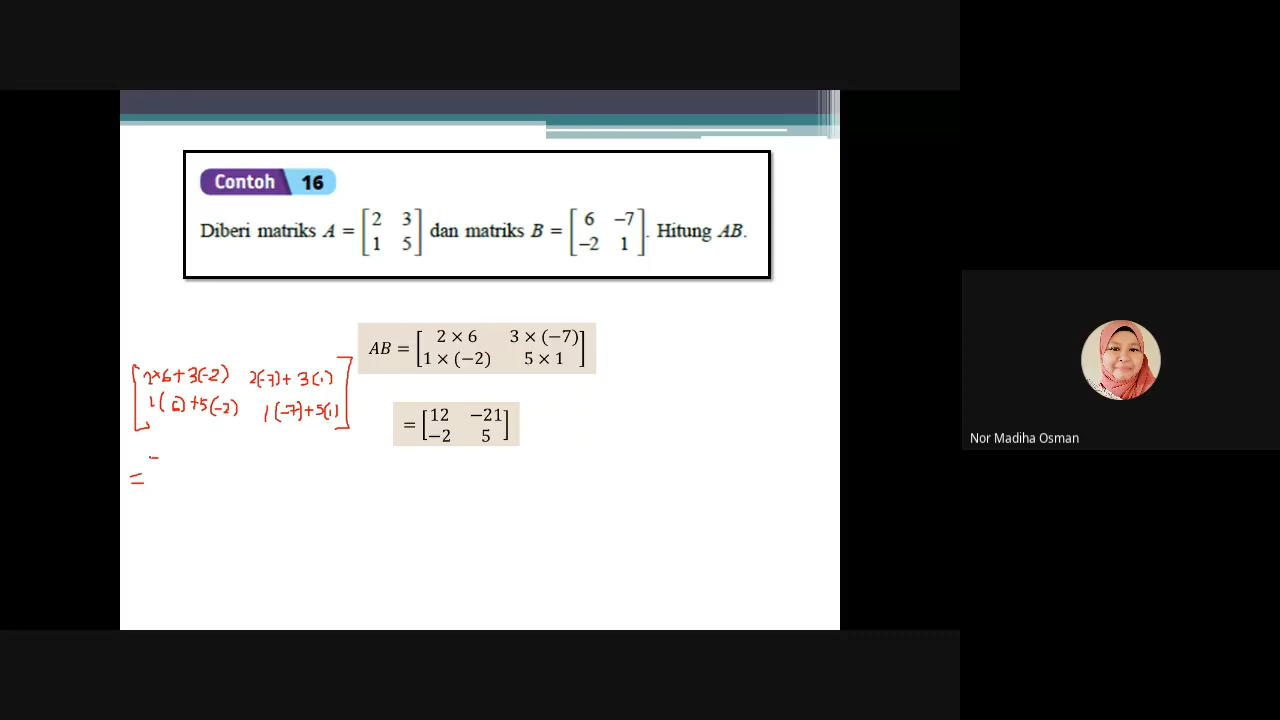 Contoh 16
Diberi matriks A = [2 3; 1 5] dan matriks B = [6 −7; −2 1]. Hitung AB.
AB = [2 × 6 3 × (−7); 1 × (−2) 5 × 1]
= [12 −21; −2 5]
[2×6+3(-2) 2(-7)+3(1)
1(6)+5(-2) 1(-7)+5(1)]
=
Nor Madiha Osman